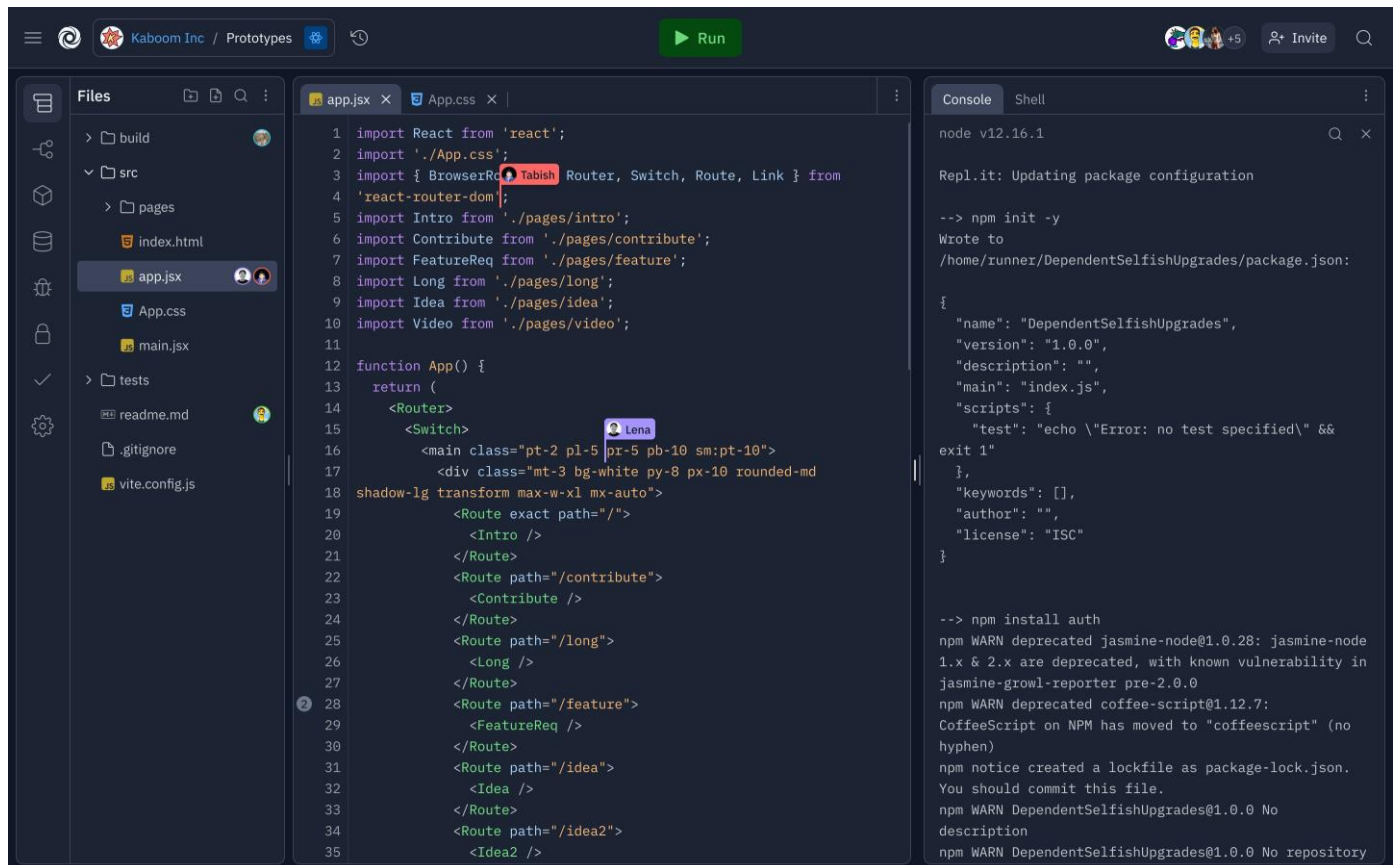 Kaboom Inc / Prototypes
Run
+5
Invite
Files
build
src
pages
index.html
app.jsx
App.css
main.jsx
tests
readme.md
.gitignore
vite.config.js
app.jsx
App.css
1 import React from 'react';
2 import './App.css';
3 import { BrowserRo Tabish Router, Switch, Route, Link } from
4 'react-router-dom';
5 import Intro from './pages/intro';
6 import Contribute from './pages/contribute';
7 import FeatureReq from './pages/feature';
8 import Long from './pages/long';
9 import Idea from './pages/idea';
10 import Video from './pages/video';
11
12 function App() {
13 return (
14 <Router>
15 <Switch> Lena
16 <main class="pt-2 pl-5 pr-5 pb-10 sm:pt-10">
17 <div class="mt-3 bg-white py-8 px-10 rounded-md
18 shadow-lg transform max-w-xl mx-auto">
19 <Route exact path="/">
20 <Intro />
21 </Route>
22 <Route path="/contribute">
23 <Contribute />
24 </Route>
25 <Route path="/long">
26 <Long />
27 </Route>
2 28 <Route path="/feature">
29 <FeatureReq />
30 </Route>
31 <Route path="/idea">
32 <Idea />
33 </Route>
34 <Route path="/idea2">
35 <Idea2 />
Console Shell
node v12.16.1
Repl.it: Updating package configuration
--> npm init -y
Wrote to
/home/runner/DependentSelfishUpgrades/package.json:
{
"name": "DependentSelfishUpgrades",
"version": "1.0.0",
"description": "",
"main": "index.js",
"scripts": {
"test": "echo \"Error: no test specified\" &&
exit 1"
},
"keywords": [],
"author": "",
"license": "ISC"
}
--> npm install auth
npm WARN deprecated jasmine-node@1.0.28: jasmine-node
1.x & 2.x are deprecated, with known vulnerability in
jasmine-growl-reporter pre-2.0.0
npm WARN deprecated coffee-script@1.12.7:
CoffeeScript on NPM has moved to "coffeescript" (no
hyphen)
npm notice created a lockfile as package-lock.json.
You should commit this file.
npm WARN DependentSelfishUpgrades@1.0.0 No
description
npm WARN DependentSelfishUpgrades@1.0.0 No repository